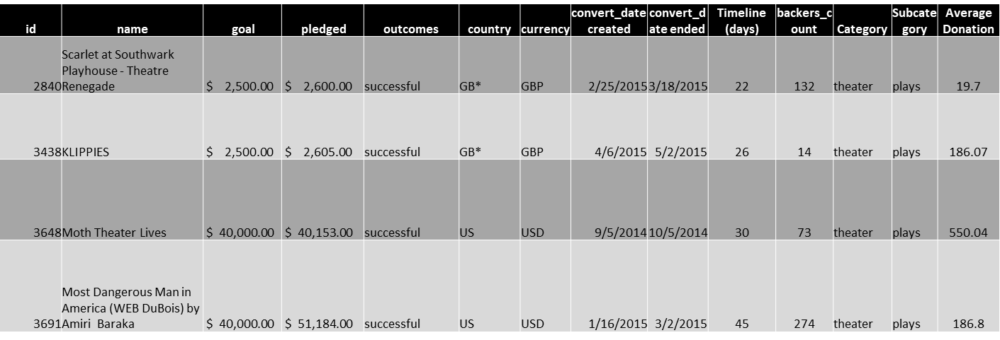 id name goal pledged outcomes country currency convert_date created convert_d ate ended Timeline (days) backers_c ount Category Subcate gory Average Donation
2840 Scarlet at Southwark Playhouse - Theatre Renegade $ 2,500.00 $ 2,600.00 successful GB* GBP 2/25/2015 3/18/2015 22 132 theater plays 19.7
3438 KLIPPIES $ 2,500.00 $ 2,605.00 successful GB* GBP 4/6/2015 5/2/2015 26 14 theater plays 186.07
3648 Moth Theater Lives $ 40,000.00 $ 40,153.00 successful US USD 9/5/2014 10/5/2014 30 73 theater plays 550.04
3691 Most Dangerous Man in America (WEB DuBois) by Amiri Baraka $ 40,000.00 $ 51,184.00 successful US USD 1/16/2015 3/2/2015 45 274 theater plays 186.8